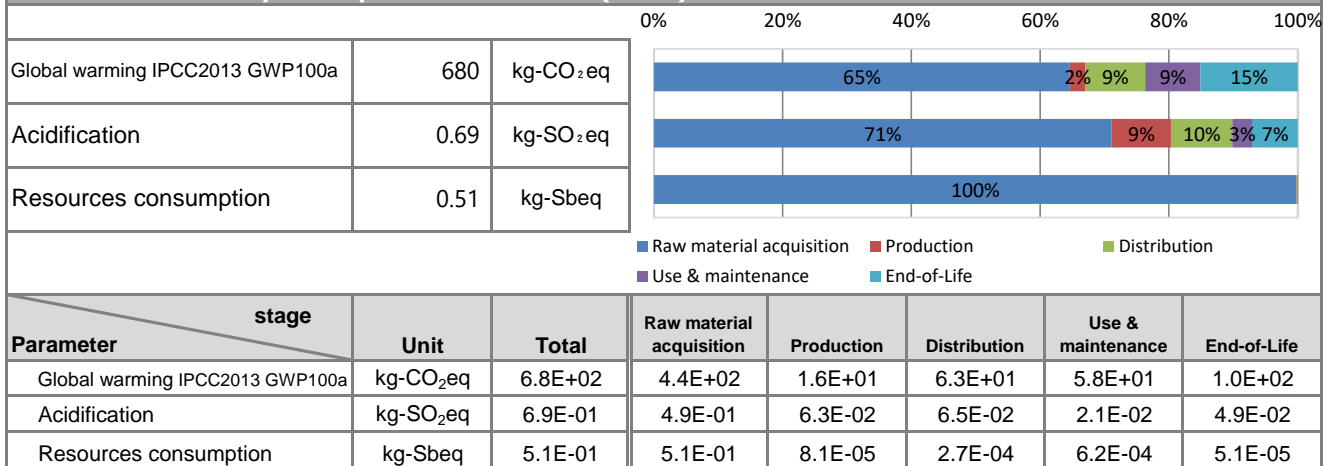 0% 20% 40% 60% 80% 100%
Global warming IPCC2013 GWP100a 680 kg-CO₂eq
65% 2% 9% 9% 15%
Acidification 0.69 kg-SO₂eq
71% 9% 10% 3% 7%
Resources consumption 0.51 kg-Sbeq
100%
Raw material acquisition Production Distribution
Use & maintenance End-of-Life
stage
Parameter Unit Total Raw material acquisition Production Distribution Use & maintenance End-of-Life
Global warming IPCC2013 GWP100a kg-CO₂eq 6.8E+02 4.4E+02 1.6E+01 6.3E+01 5.8E+01 1.0E+02
Acidification kg-SO₂eq 6.9E-01 4.9E-01 6.3E-02 6.5E-02 2.1E-02 4.9E-02
Resources consumption kg-Sbeq 5.1E-01 5.1E-01 8.1E-05 2.7E-04 6.2E-04 5.1E-05